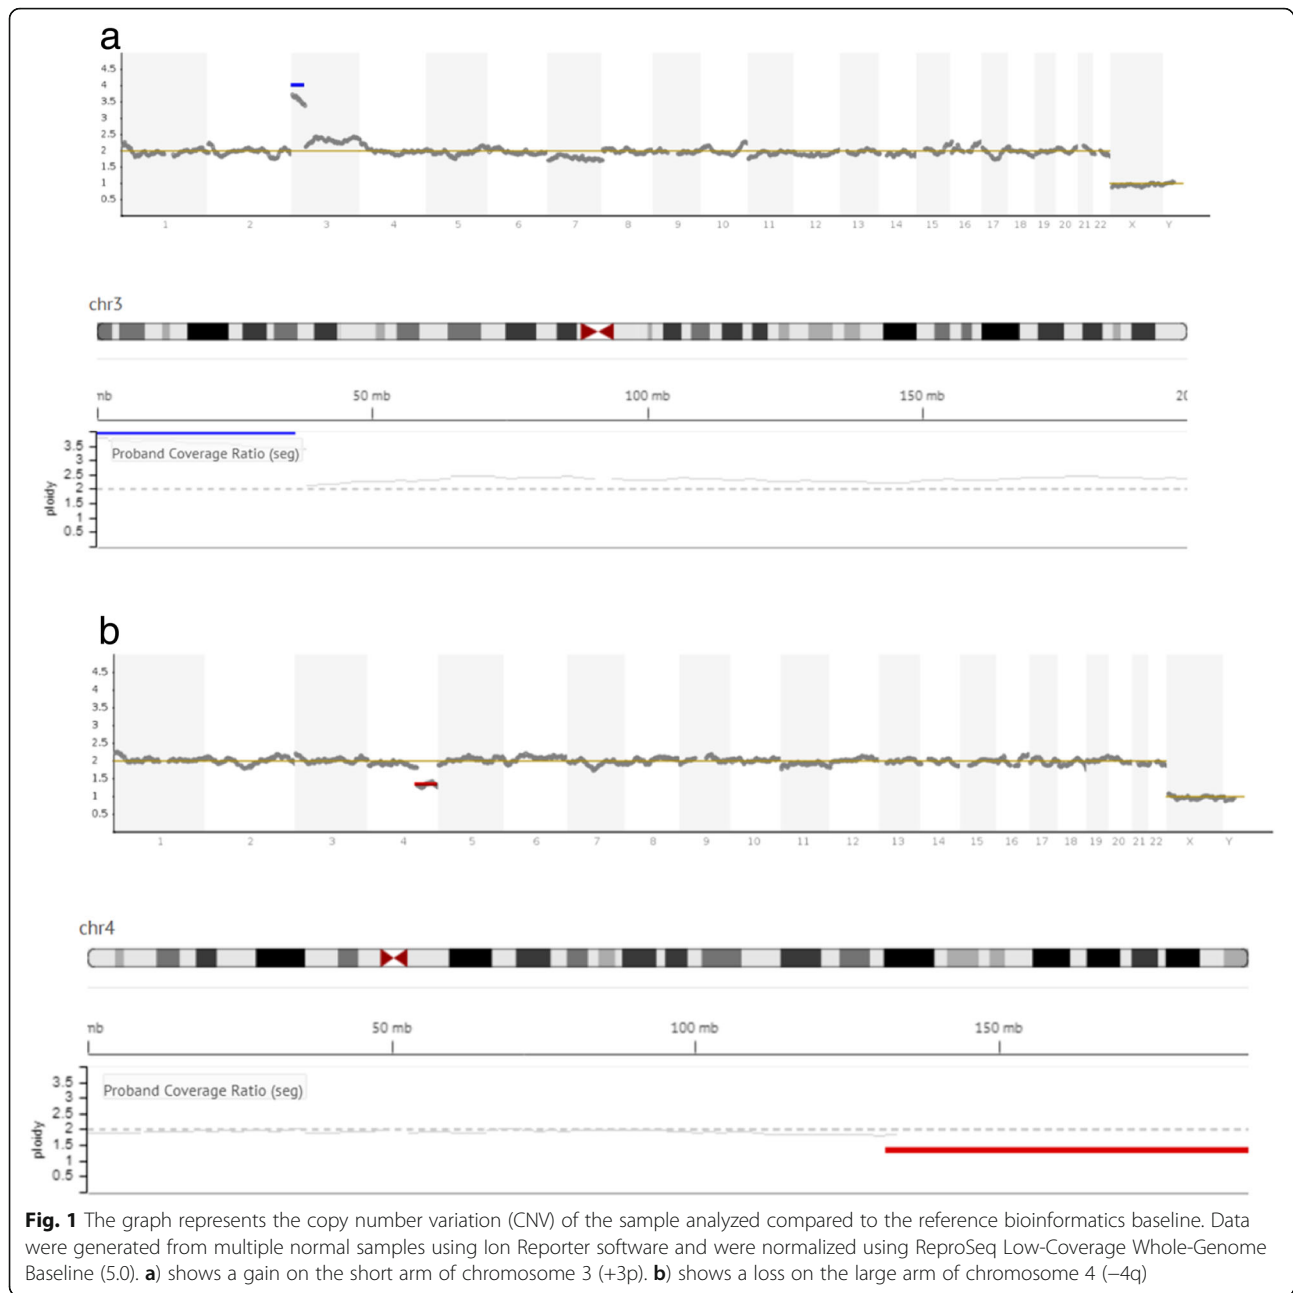 a
4.5
4
3.5
3
2.5
2
1.5
1
0.5
1 2 3 4 5 6 7 8 9 10 11 12 13 14 15 16 17 18 19 20 21 22 X Y
chr3
mb 50 mb 100 mb 150 mb 20
3.5
Proband Coverage Ratio (seg)
3
2.5
2
1.5
1
0.5
ploidy
b
4.5
4
3.5
3
2.5
2
1.5
1
0.5
1 2 3 4 5 6 7 8 9 10 11 12 13 14 15 16 17 18 19 20 21 22 X Y
chr4
mb 50 mb 100 mb 150 mb
3.5
Proband Coverage Ratio (seg)
3
2.5
2
1.5
1
0.5
ploidy
Fig. 1 The graph represents the copy number variation (CNV) of the sample analyzed compared to the reference bioinformatics baseline. Data
were generated from multiple normal samples using Ion Reporter software and were normalized using ReproSeq Low-Coverage Whole-Genome
Baseline (5.0). a) shows a gain on the short arm of chromosome 3 (+3p). b) shows a loss on the large arm of chromosome 4 (−4q)